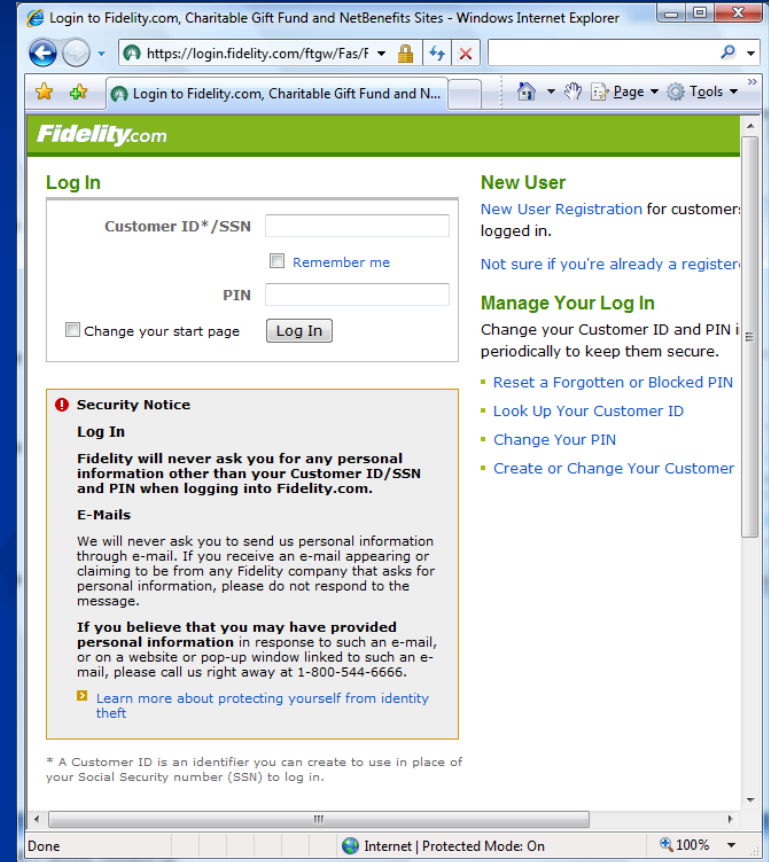 Login to Fidelity.com, Charitable Gift Fund and NetBenefits Sites - Windows Internet Explorer
https://login.fidelity.com/ftgw/Fas/F
Login to Fidelity.com, Charitable Gift Fund and N...
Page
Tools
Fidelity.com
Log In
Customer ID*/SSN
Remember me
PIN
Change your start page
Log In
Security Notice
Log In
Fidelity will never ask you for any personal
information other than your Customer ID/SSN
and PIN when logging into Fidelity.com.
E-Mails
We will never ask you to send us personal information
through e-mail. If you receive an e-mail appearing or
claiming to be from any Fidelity company that asks for
personal information, please do not respond to the
message.
If you believe that you may have provided
personal information in response to such an e-mail,
or on a website or pop-up window linked to such an e-
mail, please call us right away at 1-800-544-6666.
Learn more about protecting yourself from identity
theft
* A Customer ID is an identifier you can create to use in place of
your Social Security number (SSN) to log in.
New User
New User Registration for customers
logged in.
Not sure if you're already a register
Manage Your Log In
Change your Customer ID and PIN
periodically to keep them secure.
Reset a Forgotten or Blocked PIN
Look Up Your Customer ID
Change Your PIN
Create or Change Your Customer
Done
Internet | Protected Mode: On
100%